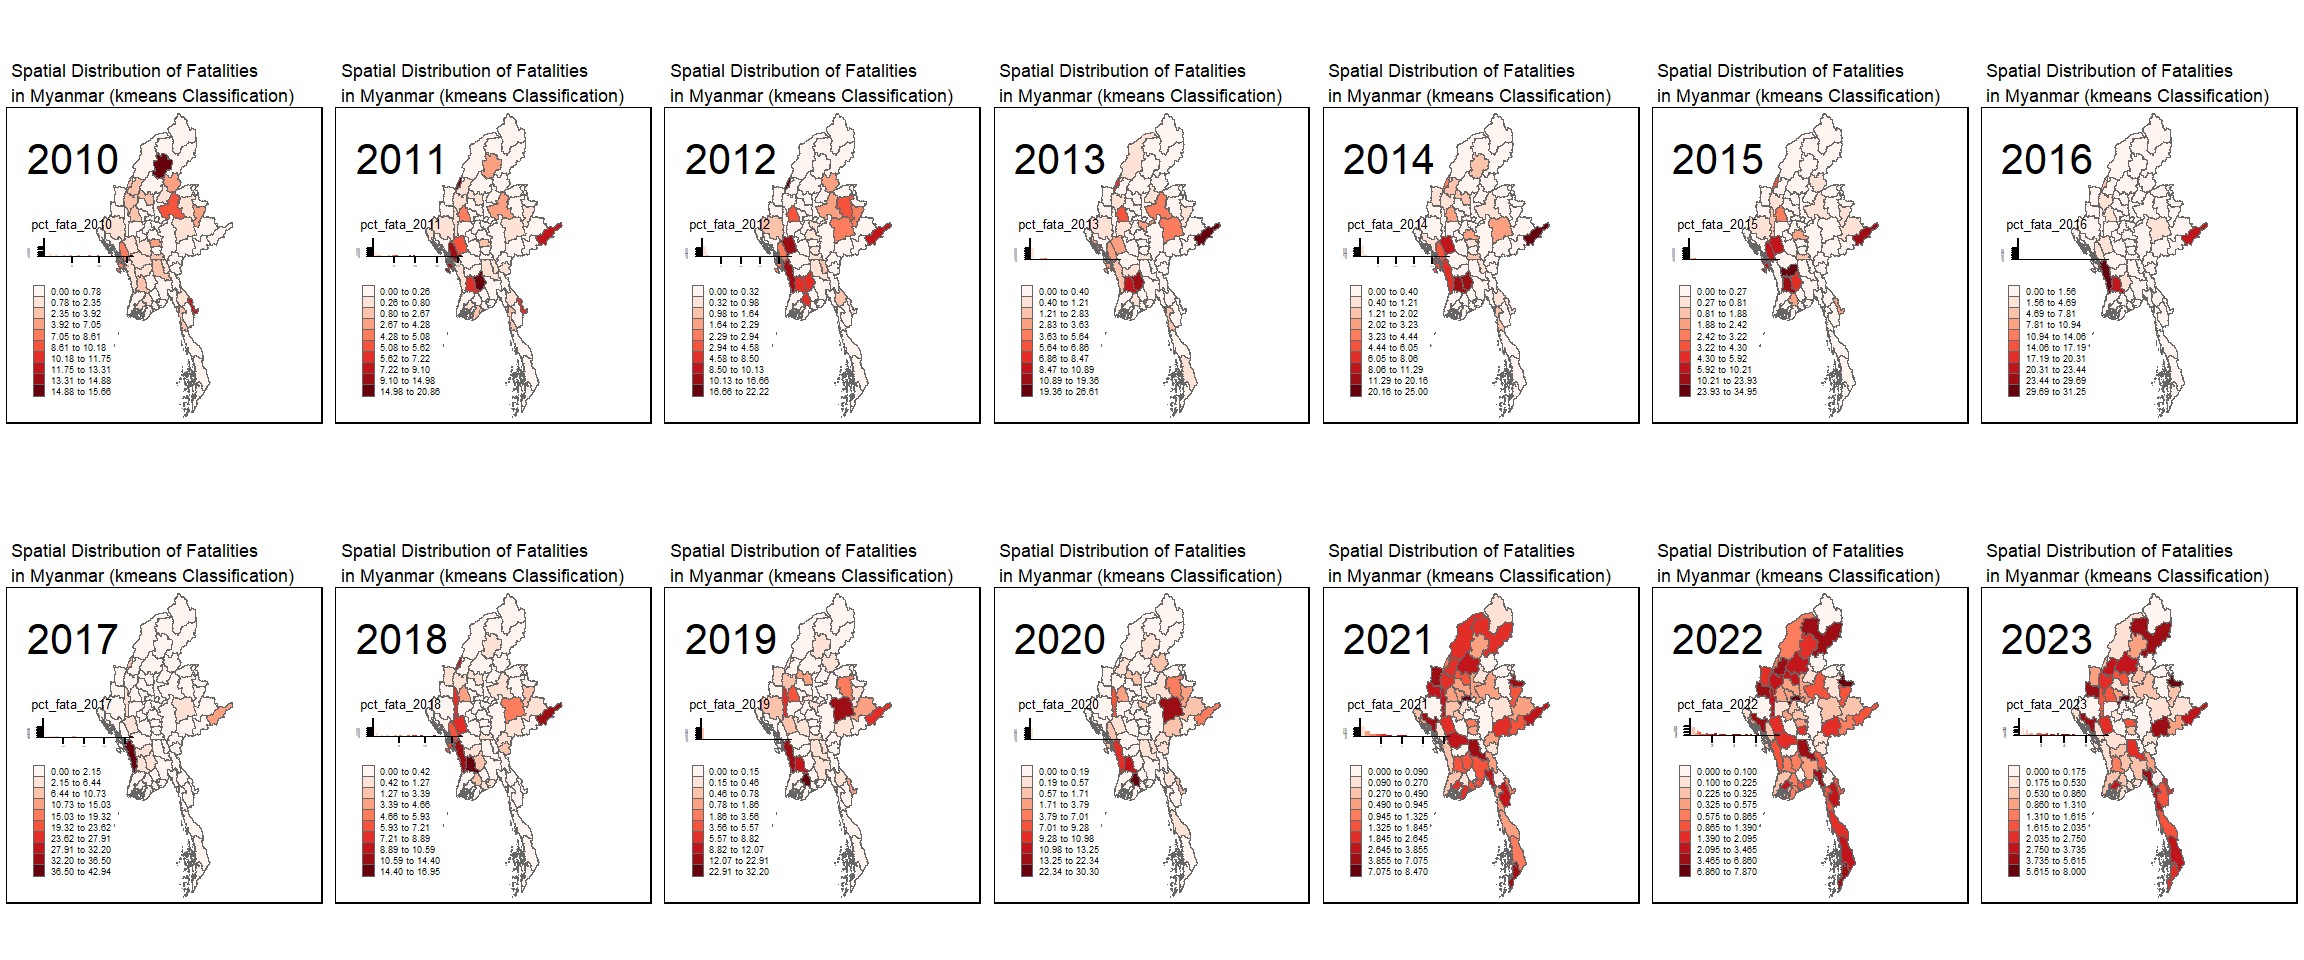 Spatial Distribution of Fatalities
in Myanmar (kmeans Classification)
2010
pct_fata_2010
0.00 to 0.78
0.78 to 2.35
2.35 to 3.92
3.92 to 7.05
7.05 to 8.61
8.61 to 10.18
10.18 to 11.75
11.75 to 13.31
13.31 to 14.88
14.88 to 15.66
Spatial Distribution of Fatalities
in Myanmar (kmeans Classification)
2011
pct_fata_2011
0.00 to 0.26
0.26 to 0.80
0.80 to 2.67
2.67 to 4.28
4.28 to 5.08
5.08 to 5.62
5.62 to 7.22
7.22 to 9.10
9.10 to 14.98
14.98 to 20.86
Spatial Distribution of Fatalities
in Myanmar (kmeans Classification)
2012
pct_fata_2012
0.00 to 0.32
0.32 to 0.98
0.98 to 1.64
1.64 to 2.29
2.29 to 2.94
2.94 to 4.58
4.58 to 8.50
8.50 to 10.13
10.13 to 16.66
16.66 to 22.22
Spatial Distribution of Fatalities
in Myanmar (kmeans Classification)
2013
pct_fata_2013
0.00 to 0.40
0.40 to 1.21
1.21 to 2.83
2.83 to 3.63
3.63 to 5.64
5.64 to 6.86
6.86 to 8.47
8.47 to 10.89
10.89 to 19.36
19.36 to 26.61
Spatial Distribution of Fatalities
in Myanmar (kmeans Classification)
2014
pct_fata_2014
0.00 to 0.40
0.40 to 1.21
1.21 to 2.02
2.02 to 3.23
3.23 to 4.44
4.44 to 6.05
6.05 to 8.06
8.06 to 11.29
11.29 to 20.16
20.16 to 25.00
Spatial Distribution of Fatalities
in Myanmar (kmeans Classification)
2015
pct_fata_2015
0.00 to 0.27
0.27 to 0.81
0.81 to 1.88
1.88 to 2.42
2.42 to 3.22
3.22 to 4.30
4.30 to 5.92
5.92 to 10.21
10.21 to 23.93
23.93 to 34.95
Spatial Distribution of Fatalities
in Myanmar (kmeans Classification)
2016
pct_fata_2016
0.00 to 1.56
1.56 to 4.69
4.69 to 7.81
7.81 to 10.94
10.94 to 14.06
14.06 to 17.19
17.19 to 20.31
20.31 to 23.44
23.44 to 29.69
29.69 to 31.25
Spatial Distribution of Fatalities
in Myanmar (kmeans Classification)
2017
pct_fata_2017
0.00 to 2.15
2.15 to 6.44
6.44 to 10.73
10.73 to 15.03
15.03 to 19.32
19.32 to 23.62
23.62 to 27.91
27.91 to 32.20
32.20 to 36.50
36.50 to 42.94
Spatial Distribution of Fatalities
in Myanmar (kmeans Classification)
2018
pct_fata_2018
0.00 to 0.42
0.42 to 1.27
1.27 to 3.39
3.39 to 4.66
4.66 to 5.93
5.93 to 7.21
7.21 to 8.89
8.89 to 10.59
10.59 to 14.40
14.40 to 16.95
Spatial Distribution of Fatalities
in Myanmar (kmeans Classification)
2019
pct_fata_2019
0.00 to 0.15
0.15 to 0.46
0.46 to 0.78
0.78 to 1.86
1.86 to 3.56
3.56 to 5.57
5.57 to 8.82
8.82 to 12.07
12.07 to 22.91
22.91 to 32.20
Spatial Distribution of Fatalities
in Myanmar (kmeans Classification)
2020
pct_fata_2020
0.00 to 0.19
0.19 to 0.57
0.57 to 1.71
1.71 to 3.79
3.79 to 7.01
7.01 to 9.28
9.28 to 10.98
10.98 to 13.25
13.25 to 22.34
22.34 to 30.30
Spatial Distribution of Fatalities
in Myanmar (kmeans Classification)
2021
pct_fata_2021
0.000 to 0.090
0.090 to 0.270
0.270 to 0.490
0.490 to 0.945
0.945 to 1.325
1.325 to 1.845
1.845 to 2.645
2.645 to 3.855
3.855 to 7.075
7.075 to 8.470
Spatial Distribution of Fatalities
in Myanmar (kmeans Classification)
2022
pct_fata_2022
0.000 to 0.100
0.100 to 0.225
0.225 to 0.325
0.325 to 0.575
0.575 to 0.865
0.865 to 1.390
1.390 to 2.095
2.095 to 3.465
3.465 to 6.860
6.860 to 7.870
Spatial Distribution of Fatalities
in Myanmar (kmeans Classification)
2023
pct_fata_2023
0.000 to 0.175
0.175 to 0.530
0.530 to 0.860
0.860 to 1.310
1.310 to 1.615
1.615 to 2.035
2.035 to 2.750
2.750 to 3.735
3.735 to 5.615
5.615 to 8.000